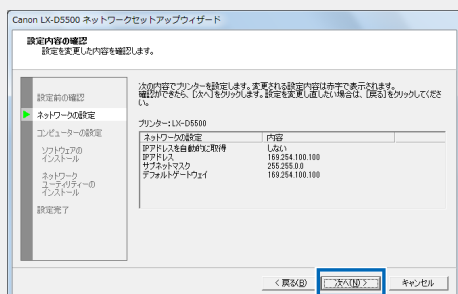 Canon LX-D5500 ネットワークセットアップウィザード
設定内容の確認
設定を変更した内容を確認します。
設定前の確認
ネットワークの設定
コンピューターの設定
ソフトウェアの
インストール
ネットワーク
ユーティリティーの
インストール
設定完了
次の内容でプリンターを設定します。変更される設定内容は赤字で表示されます。
確認ができたら、[次へ]をクリックします。設定を変更し直したい場合は、[戻る]をクリックしてくださ
い。
プリンター:LX-D5500
ネットワークの設定 内容
IPアドレスを自動的に取得 しない
IPアドレス 169.254.100.100
サブネットマスク 255.255.0.0
デフォルトゲートウェイ 169.254.100.100
< 戻る(B) 次へ(N) > キャンセル